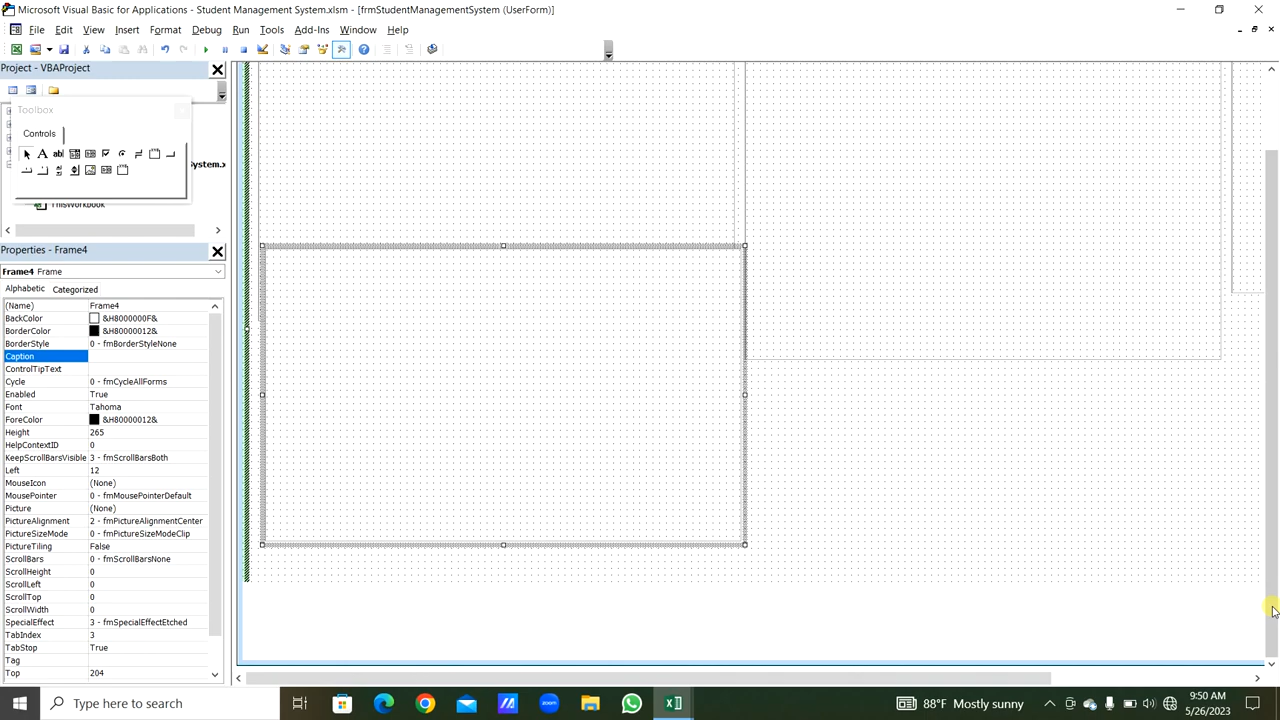 Microsoft Visual Basic for Applications - Student Management System.xlsm - [frmStudentManagementSystem (UserForm)]
File Edit View Insert Format Debug Run Tools Add-Ins Window Help
Project - VBAProject
Toolbox
Controls
System.x
ThisWorkbook
Properties - Frame4
Frame4 Frame
Alphabetic Categorized
(Name) Frame4
BackColor &H8000000F&
BorderColor &H80000012&
BorderStyle 0 - fmBorderStyleNone
Caption
ControlTipText
Cycle 0 - fmCycleAllForms
Enabled True
Font Tahoma
ForeColor &H80000012&
Height 265
HelpContextID 0
KeepScrollBarsVisible 3 - fmScrollBarsBoth
Left 12
MouseIcon (None)
MousePointer 0 - fmMousePointerDefault
Picture (None)
PictureAlignment 2 - fmPictureAlignmentCenter
PictureSizeMode 0 - fmPictureSizeModeClip
PictureTiling False
ScrollBars 0 - fmScrollBarsNone
ScrollHeight 0
ScrollLeft 0
ScrollTop 0
ScrollWidth 0
SpecialEffect 3 - fmSpecialEffectEtched
TabIndex 3
TabStop True
Tag
Top 204
Type here to search
zoom
88°F Mostly sunny
9:50 AM
5/26/2023